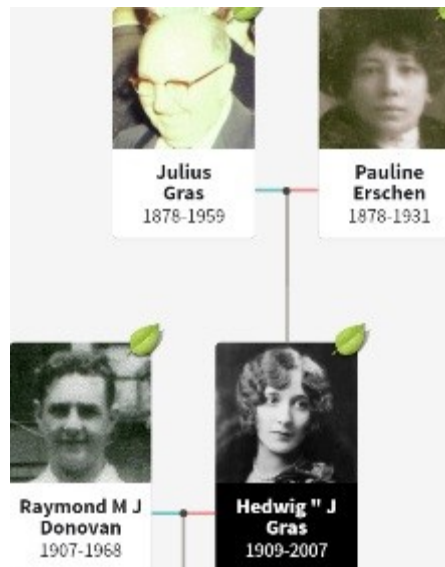 Julius
Gras
1878-1959
Pauline
Erschen
1878-1931
Raymond M J
Donovan
1907-1968
Hedwig " J
Gras
1909-2007